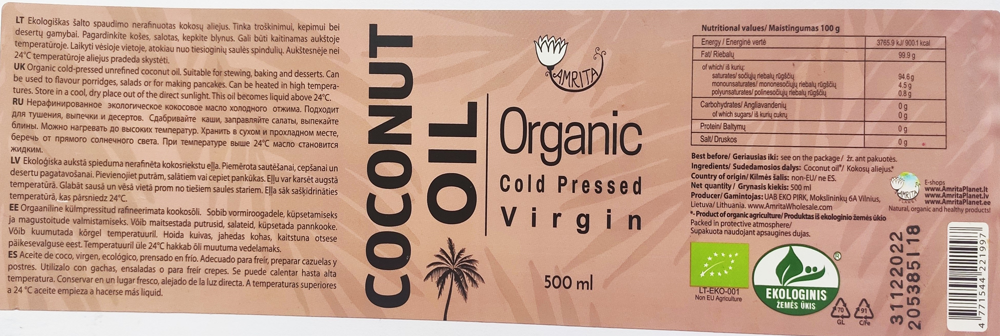 LT Ekologiškas šalto spaudimo nerafinuotas kokosų aliejus. Tinka troškinimui, kepimui bei
desertų gamybai. Pagardinkite košes, salotas, kepkite blynus. Gali būti kaitinamas aukštoje
temperatūroje. Laikyti vėsioje vietoje, atokiau nuo tiesioginių saulės spindulių. Aukštesnėje nei
24°C temperatūroje aliejus pradeda skystėti.
UK Organic cold-pressed unrefined coconut oil. Suitable for stewing, baking and desserts. Can
be used to flavour porridges, salads or for making pancakes. Can be heated in high tempera-
tures. Store in a cool, dry place out of the direct sunlight. This oil becomes liquid above 24°C.
RU Нерафинированное экологическое кокосовое масло холодного отжима. Подходит
для тушения, выпечки и десертов. Сдабривайте каши, заправляйте салаты, выпекайте
блины. Можно нагревать до высоких температур. Хранить в сухом и прохладном месте,
беречь от прямого солнечного света. При температуре выше 24°C масло становится
жидким.
LV Ekoloģiska aukstā spieduma nerafinēta kokosriekstu eļļa. Piemērota sautēšanai, cepšanai un
desertu pagatavošanai. Pievienojiet putrām, salātiem vai cepiet pankūkas. Eļļu var karsēt augstā
temperatūrā. Glabāt sausā un vēsā vietā prom no tiešiem saules stariem. Eļļa sāk sašķidrināties
temperatūrā, kas pārsniedz 24°C.
EE Orgaaniline külmpressitud rafineerimata kookosõli. Sobib vormiroogadele, küpsetamiseks
ja magustoitude valmistamiseks. Võib maitsestada putrusid, salateid, küpsetada pannkooke.
Võib kuumutada kõrgel temperatuuril. Hoida kuivas, jahedas kohas, kaitstuna otsese
päikesevalguse eest. Temperatuuril üle 24°C hakkab õli muutuma vedelamaks.
ES Aceite de coco, virgen, ecológico, prensado en frío. Adecuado para freír, preparar cazuelas y
postres. Utilizalo con gachas, ensaladas o para freír crepes. Se puede calentar hasta alta
temperatura. Conservar en un lugar fresco, alejado de la luz directa. A temperaturas superiores
a 24 °C aceite empieza a hacerse más liquid.
COCONUT
OIL
AMRITA
Organic
Cold Pressed
Virgin
500 ml
Nutritional values/ Maistingumas 100 g
Energy / Energinė vertė 3765.9 kJ/ 900.1 kcal
Fat/ Riebalų 99.9 g
of which/ iš kurių:
saturates/ sočiųjų riebalų rūgščių 94.6g
monounsaturates/ mononesočiųjų riebalų rūgščių 4.5 g
polyunsaturates/ polinesočiųjų riebalų rūgščių 0.8 g
Carbohydrates/ Angliavandenių 0 g
of which sugars/ iš kurių cukrų 0 g
Protein/ Baltymų 0 g
Salt/ Druskos 0 g
Best before/ Geriausias iki: see on the package/ žr. ant pakuotės.
Ingredients/ Sudedamosios dalys: Coconut oil*/ Kokosų aliejus.*
Country of origin/ Kilmės šalis: non-EU/ ne ES.
Net quantity / Grynasis kiekis: 500 ml
Producer/ Gamintojas: UAB EKO PIRK, Mokslininkų 6A Vilnius,
Lietuva/ Lithuania. www.AmritaWholesale.com
*- Product of organic agriculture/ Produktas iš ekologinio žemės ūkio
Packed in protective atmosphere/
Supakuota naudojant apsaugines dujas.
AMRITA
PLANET
E-shops
www.AmritaPlanet.lt
www.AmritaPlanet.lv
www.AmritaPlanet.ee
Natural, organic and healthy products!
LT-EKO-001
Non EU Agriculture
EKOLOGINIS
ŽEMĖS ŪKIS
®
70
GL
91
C/Fe
31122022
2053851 18
4 771544 221997